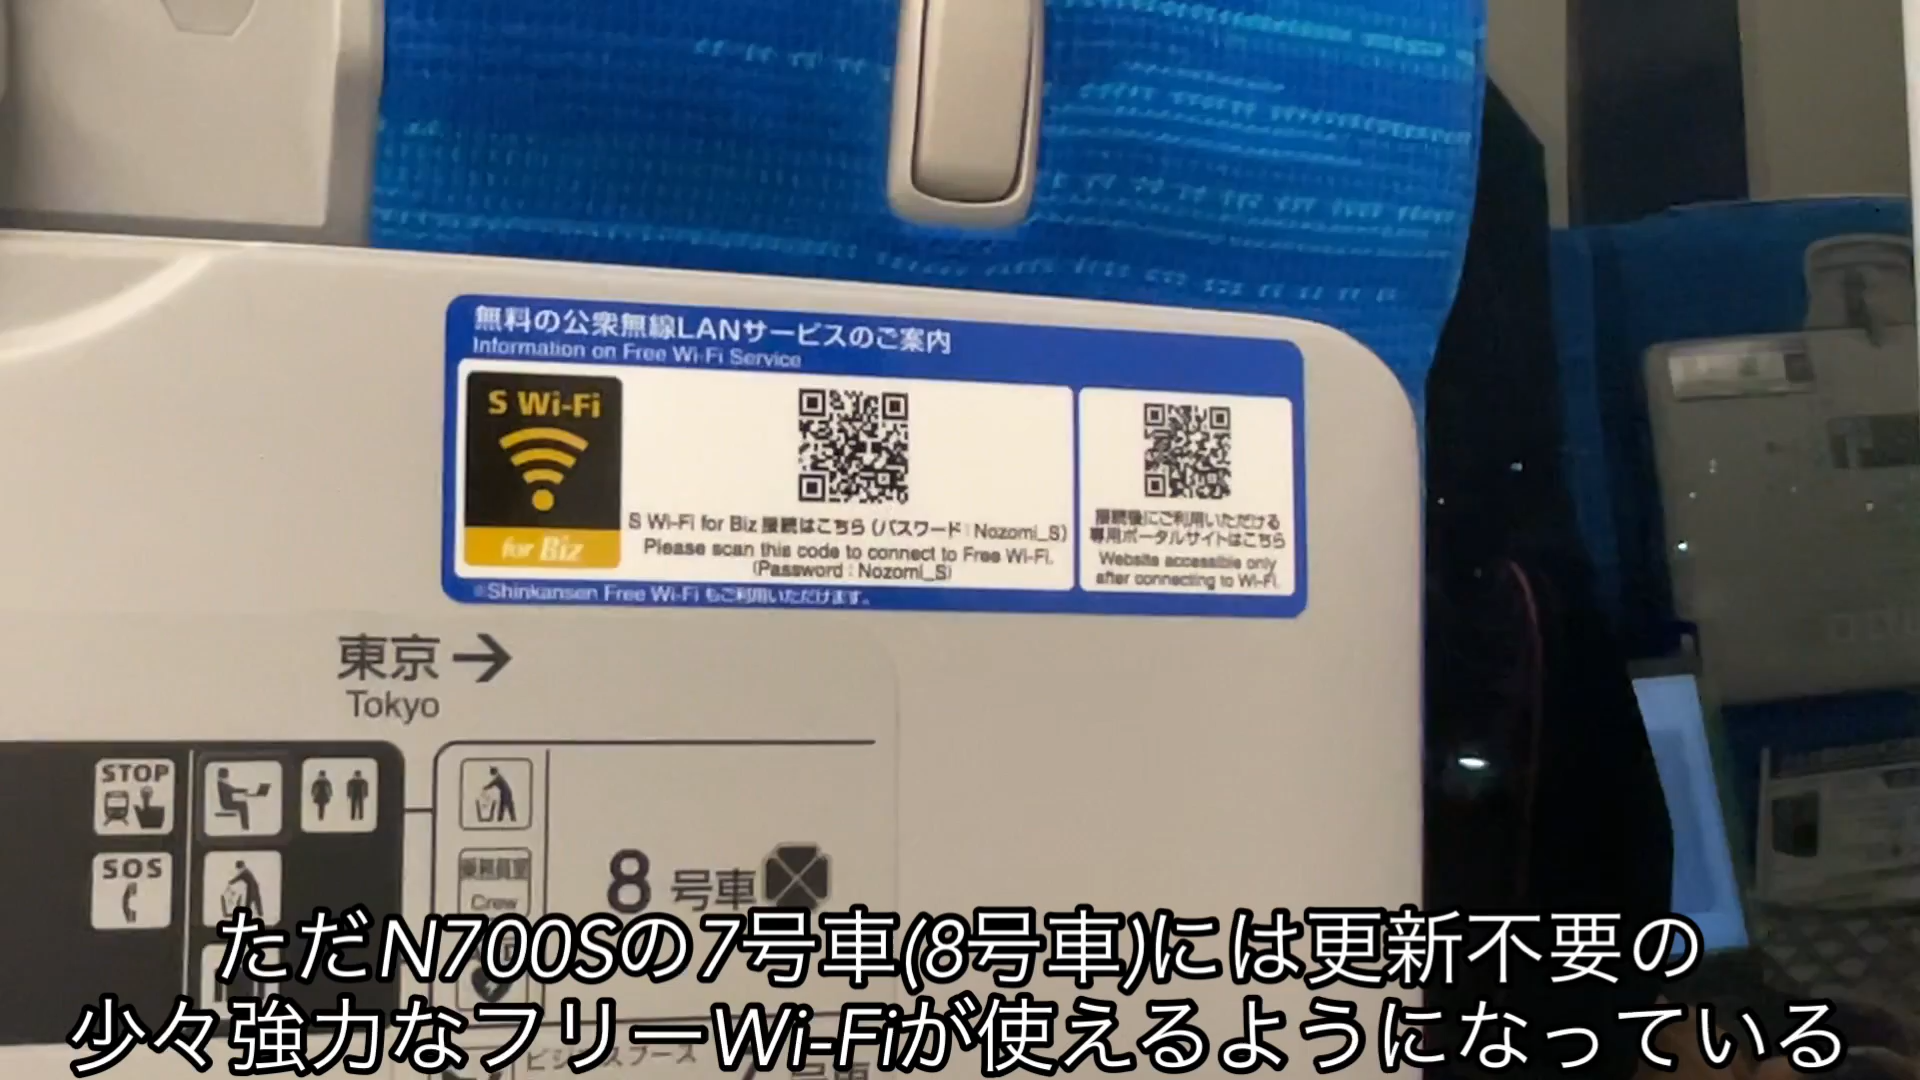 無料の公衆無線LANサービスのご案内
Information on Free Wi-Fi Service
S Wi-Fi
for Biz
S Wi-Fi for Biz 接続はこちら (パスワード : Nozomi_S)
Please scan this code to connect to Free Wi-Fi.
(Password : Nozomi_S)
接続後にご利用いただける
専用ポータルサイトはこちら
Website accessible only
after connecting to Wi-Fi.
※Shinkansen Free Wi-Fi もご利用いただけます。
東京→
Tokyo
STOP
SOS
乗務員室
Crew
8 号車
ただN700Sの7号車(8号車)には更新不要の
少々強力なフリーWi-Fiが使えるようになっている